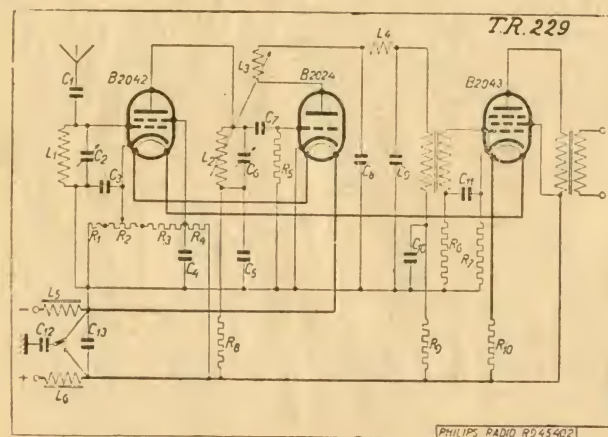 T.R. 229
L4
L3
B2042
B2024
B2043
C1
C7
L1
C2
L2
C6
R5
C8
C9
C3
C11
R1
R2
R3
R4
R6
R7
C4
C5
C10
L5
C12
C13
R8
R9
R10
L6
PHILIPS RADIO RD45402